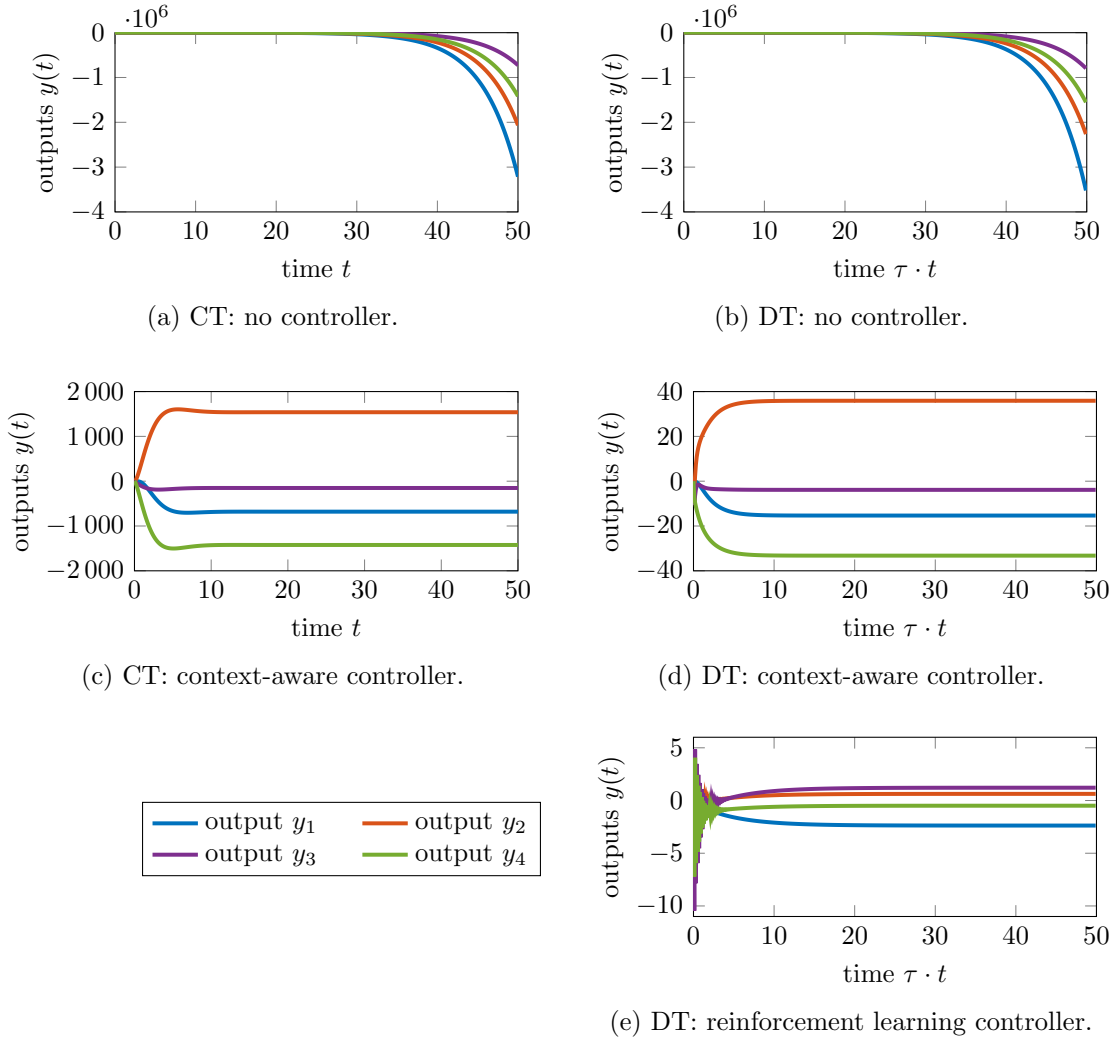 ·10⁶
0
−1
−2
−3
−4
outputs y(t)
0 10 20 30 40 50
time t
(a) CT: no controller.
·10⁶
0
−1
−2
−3
−4
outputs y(t)
0 10 20 30 40 50
time τ · t
(b) DT: no controller.
2 000
1 000
0
−1 000
−2 000
outputs y(t)
0 10 20 30 40 50
time t
(c) CT: context-aware controller.
40
20
0
−20
−40
outputs y(t)
0 10 20 30 40 50
time τ · t
(d) DT: context-aware controller.
output y₁ output y₂
output y₃ output y₄
5
0
−5
−10
outputs y(t)
0 10 20 30 40 50
time τ · t
(e) DT: reinforcement learning controller.